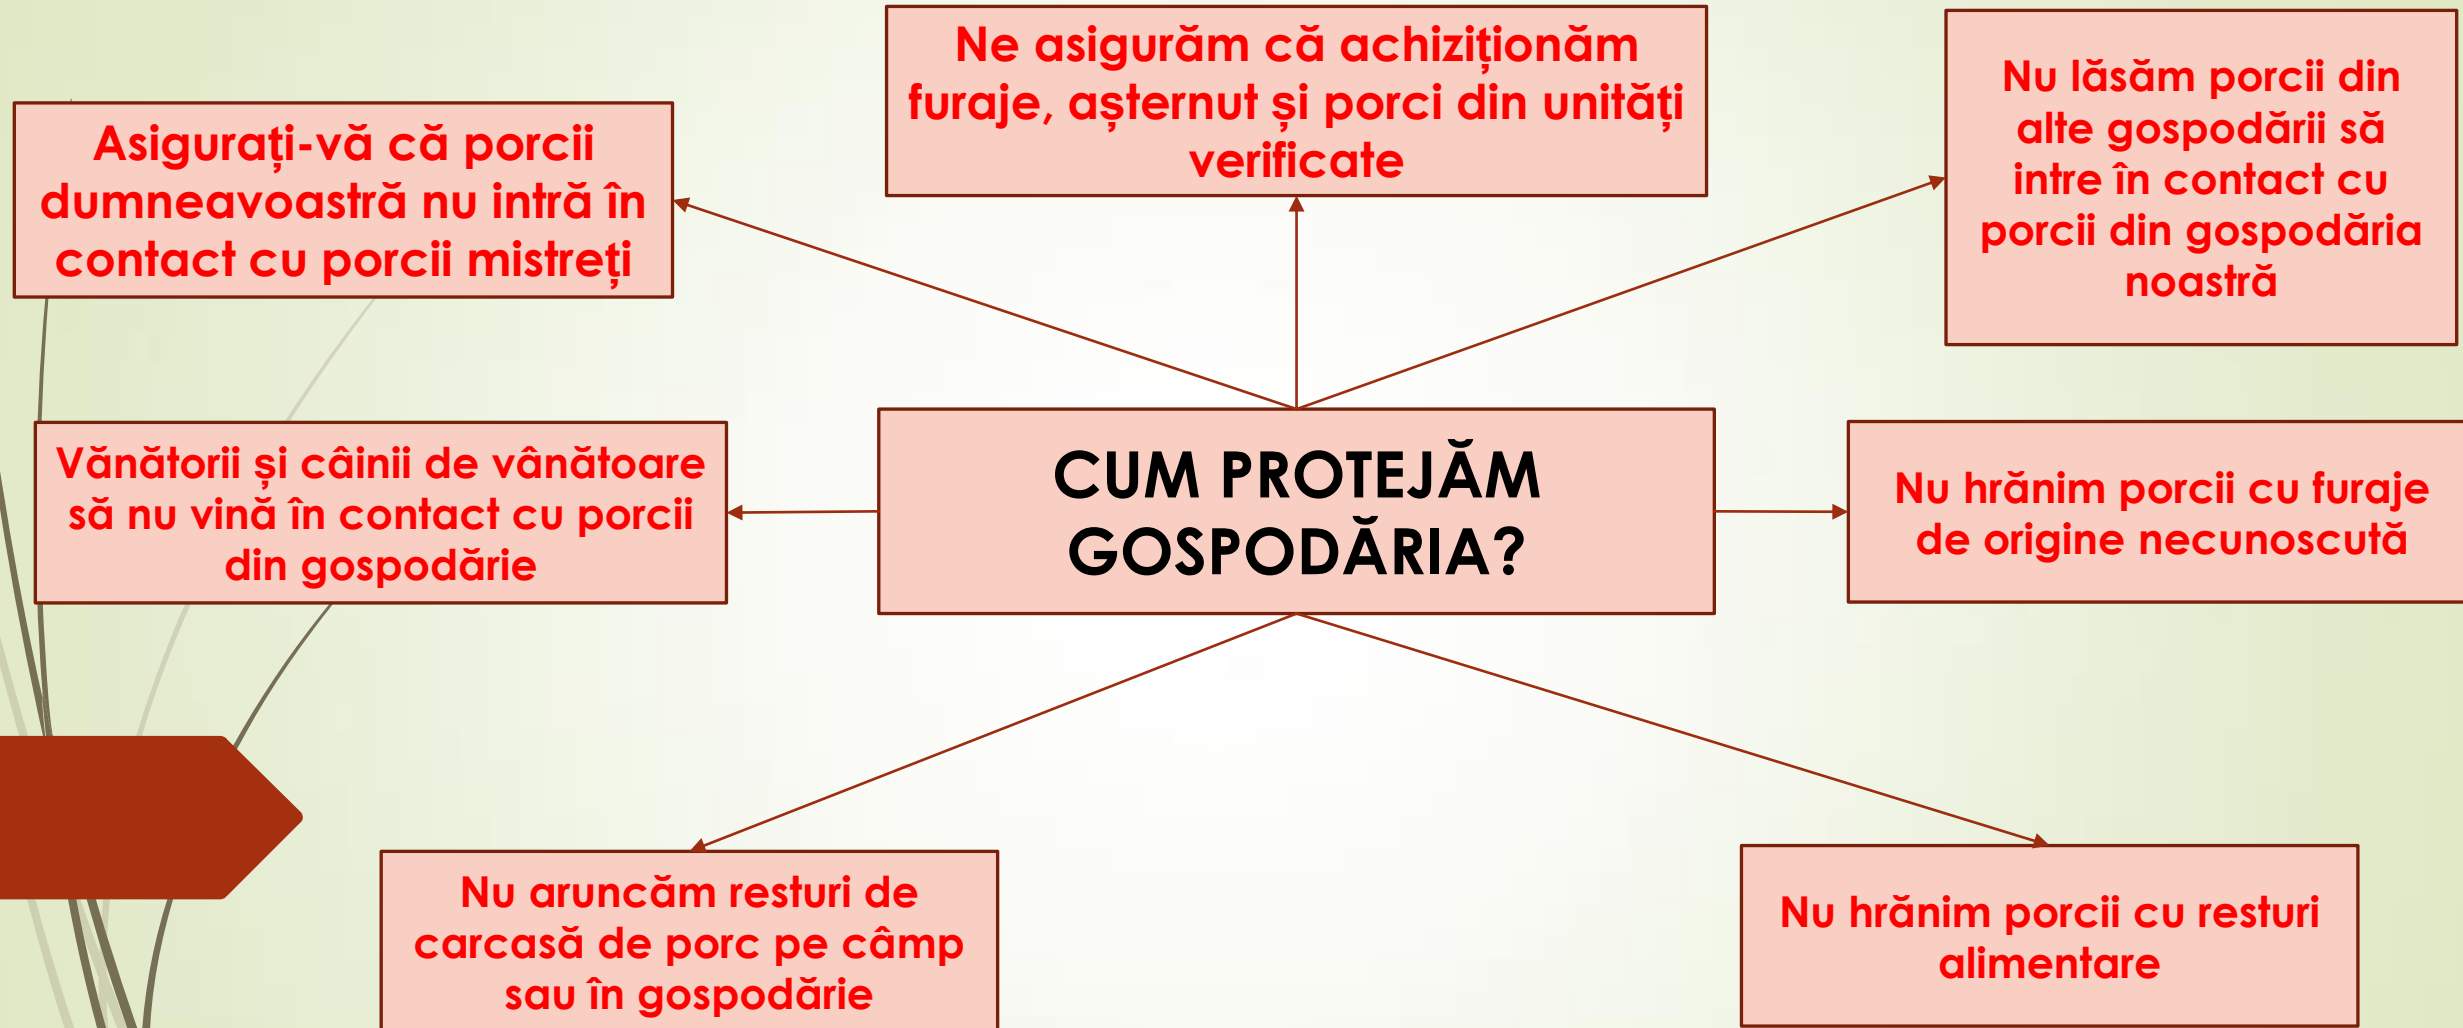 Ne asigurăm că achiziționăm
furaje, așternut și porci din unități
verificate
Nu lăsăm porcii din
alte gospodării să
intre în contact cu
porcii din gospodăria
noastră
Asigurați-vă că porcii
dumneavoastră nu intră în
contact cu porcii mistreți
Vănătorii și câinii de vânătoare
să nu vină în contact cu porcii
din gospodărie
CUM PROTEJĂM
GOSPODĂRIA?
Nu hrănim porcii cu furaje
de origine necunoscută
Nu aruncăm resturi de
carcasă de porc pe câmp
sau în gospodărie
Nu hrănim porcii cu resturi
alimentare